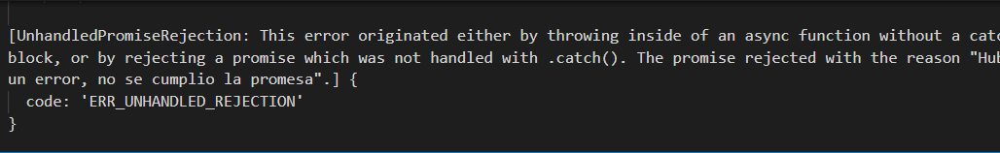 [UnhandledPromiseRejection: This error originated either by throwing inside of an async function without a
block, or by rejecting a promise which was not handled with .catch(). The promise rejected with the reason
un error, no se cumplio la promesa".] {
code: 'ERR_UNHANDLED_REJECTION'
}